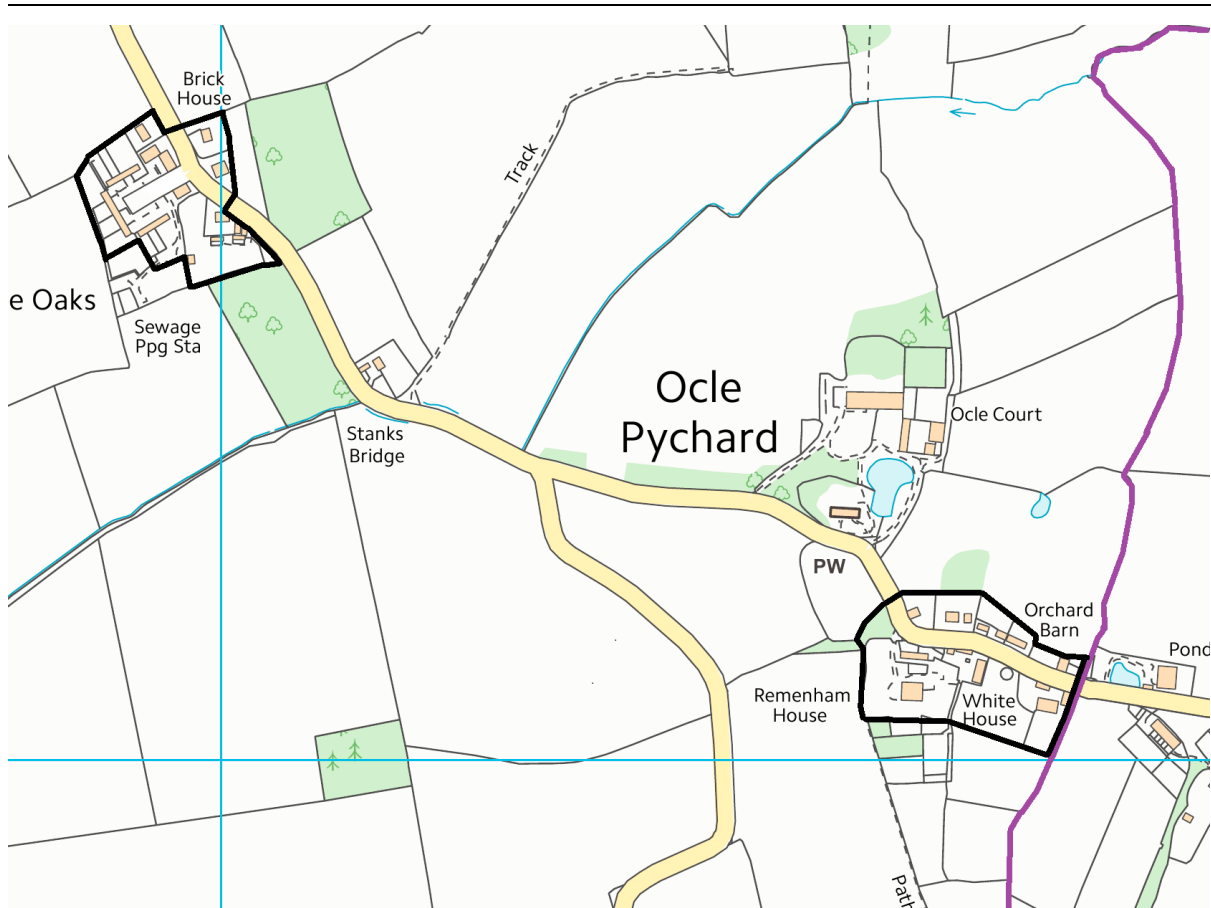 Brick
House
Track
e Oaks
Sewage
Ppg Sta
Ocle
Pychard
Ocle Court
Stanks
Bridge
PW
Orchard
Barn
Pond
Remenham
House
White
House
Path